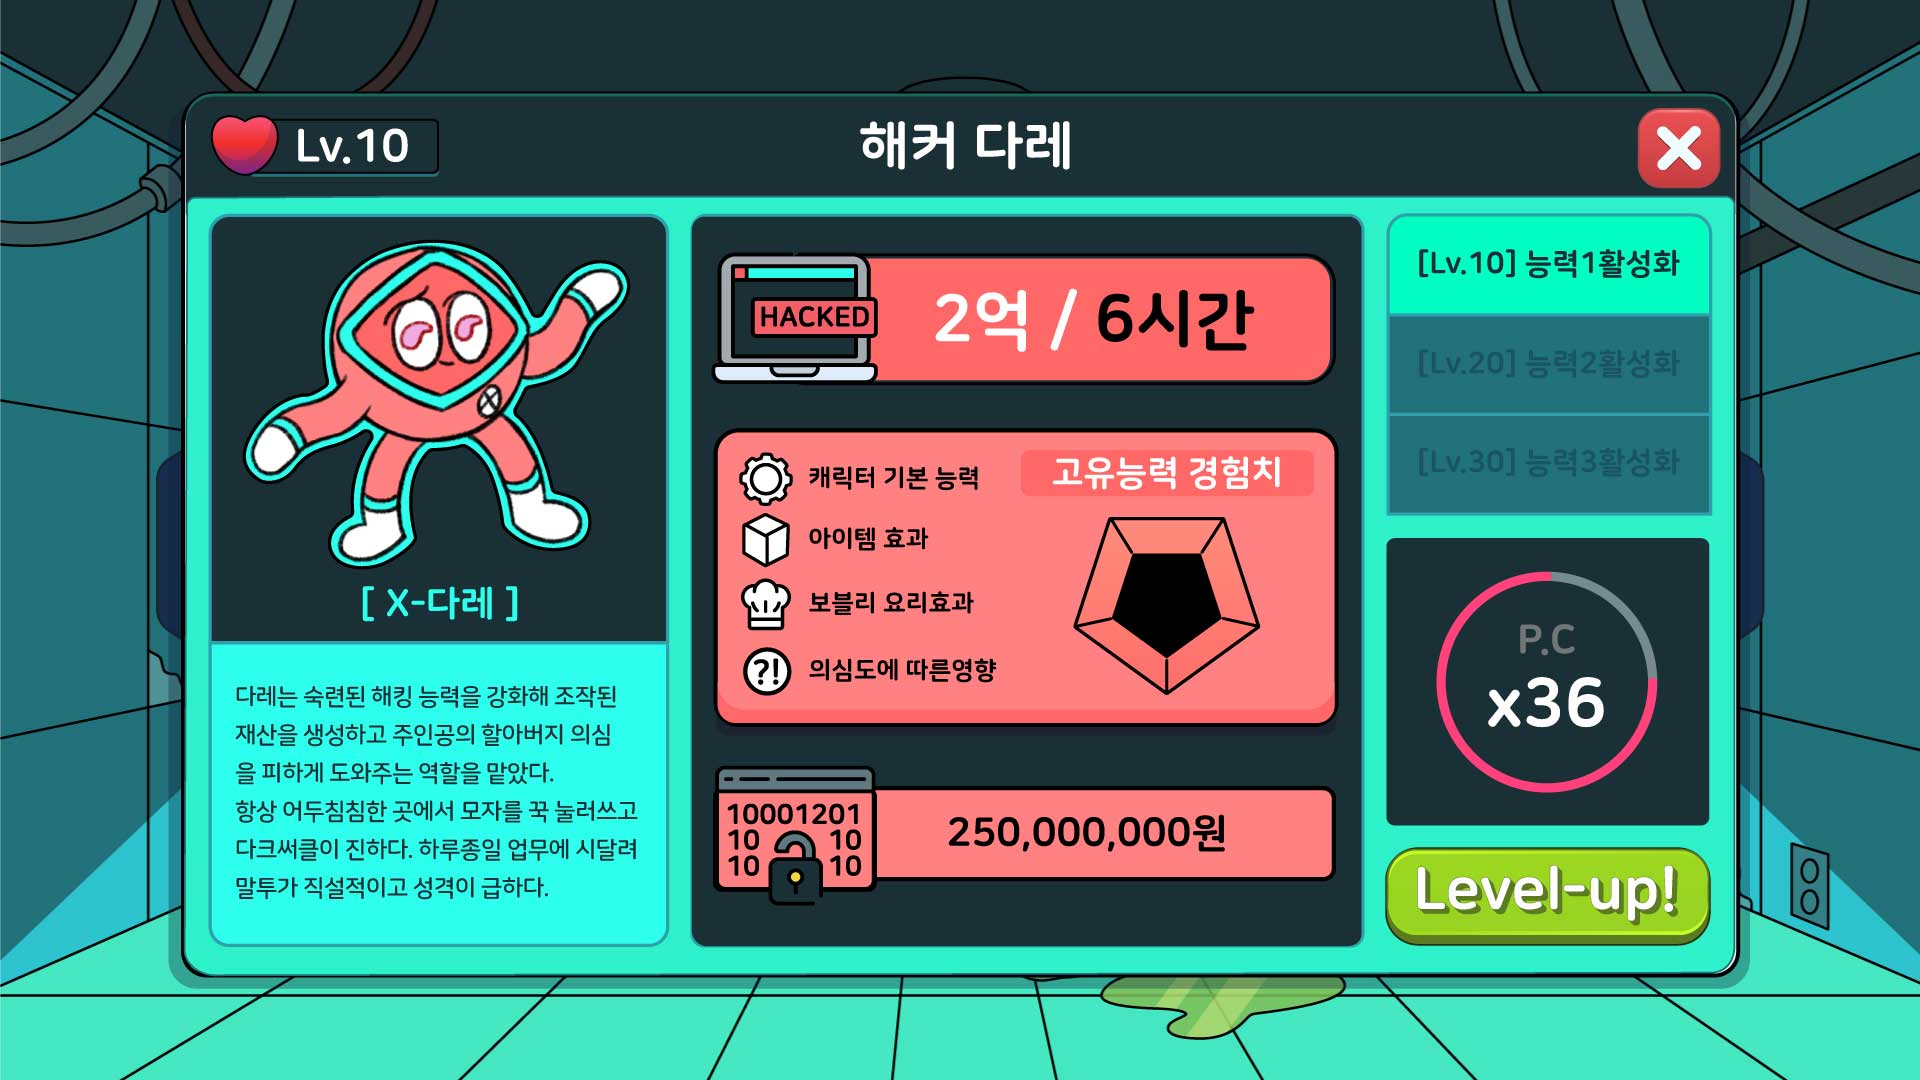 Lv.10
해커 다레
[ X-다레 ]
다레는 숙련된 해킹 능력을 강화해 조작된
재산을 생성하고 주인공의 할아버지 의심
을 피하게 도와주는 역할을 맡았다.
항상 어두침침한 곳에서 모자를 꾹 눌러쓰고
다크써클이 진하다. 하루종일 업무에 시달려
말투가 직설적이고 성격이 급하다.
HACKED
2억 / 6시간
캐릭터 기본 능력
아이템 효과
보블리 요리효과
?!
의심도에 따른영향
고유능력 경험치
10001201
10 10
10 10
250,000,000원
[Lv.10] 능력1활성화
[Lv.20] 능력2활성화
[Lv.30] 능력3활성화
P.C
x36
Level-up!